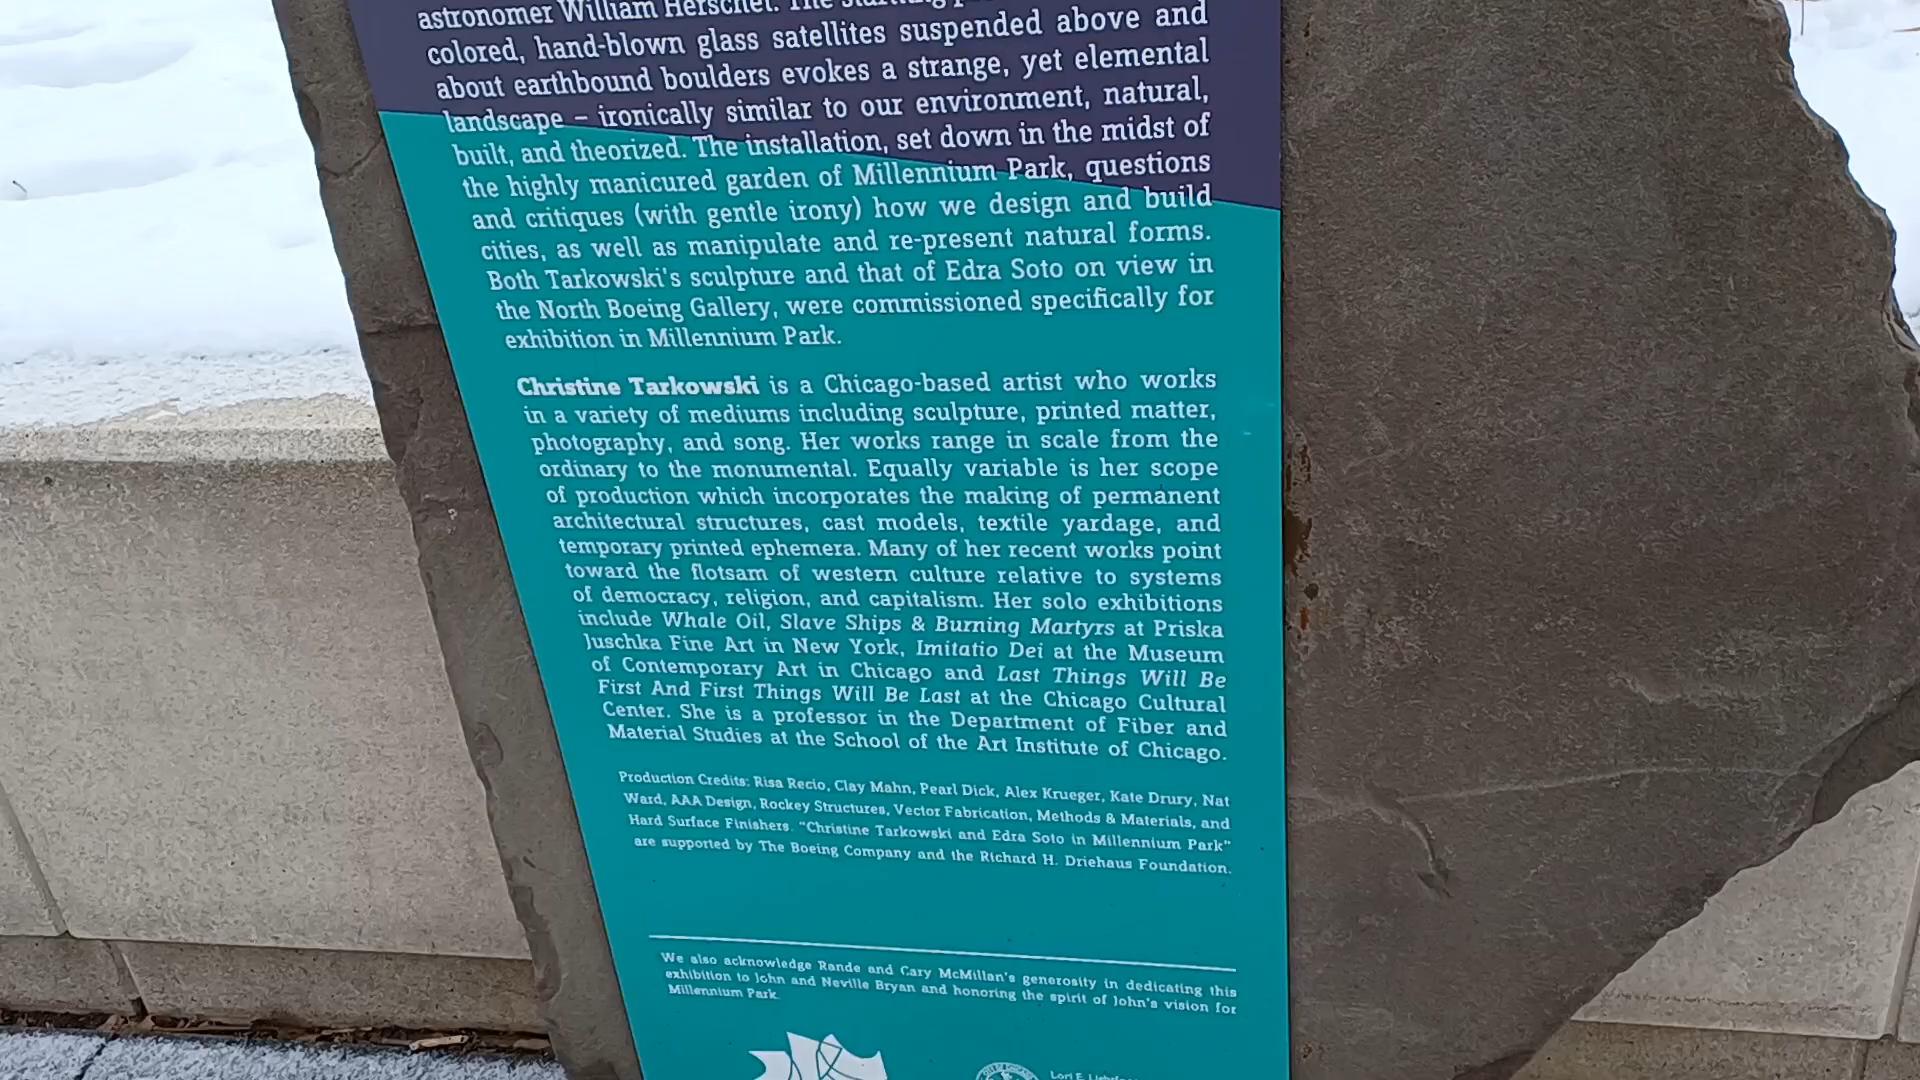 astronomer William Herschel. The
colored, hand-blown glass satellites suspended above and
about earthbound boulders evokes a strange, yet elemental
landscape – ironically similar to our environment, natural,
built, and theorized. The installation, set down in the midst of
the highly manicured garden of Millennium Park, questions
and critiques (with gentle irony) how we design and build
cities, as well as manipulate and re-present natural forms.
Both Tarkowski's sculpture and that of Edra Soto on view in
the North Boeing Gallery, were commissioned specifically for
exhibition in Millennium Park.
Christine Tarkowski is a Chicago-based artist who works
in a variety of mediums including sculpture, printed matter,
photography, and song. Her works range in scale from the
ordinary to the monumental. Equally variable is her scope
of production which incorporates the making of permanent
architectural structures, cast models, textile yardage, and
temporary printed ephemera. Many of her recent works point
toward the flotsam of western culture relative to systems
of democracy, religion, and capitalism. Her solo exhibitions
include Whale Oil, Slave Ships & Burning Martyrs at Priska
Juschka Fine Art in New York, Imitatio Dei at the Museum
of Contemporary Art in Chicago and Last Things Will Be
First And First Things Will Be Last at the Chicago Cultural
Center. She is a professor in the Department of Fiber and
Material Studies at the School of the Art Institute of Chicago.
Production Credits: Risa Recio, Clay Mahn, Pearl Dick, Alex Krueger, Kate Drury, Nat
Ward, AAA Design, Rockey Structures, Vector Fabrication, Methods & Materials, and
Hard Surface Finishers. "Christine Tarkowski and Edra Soto in Millennium Park"
are supported by The Boeing Company and the Richard H. Driehaus Foundation.
We also acknowledge Rande and Cary McMillan's generosity in dedicating this
exhibition to John and Neville Bryan and honoring the spirit of John's vision for
Millennium Park.